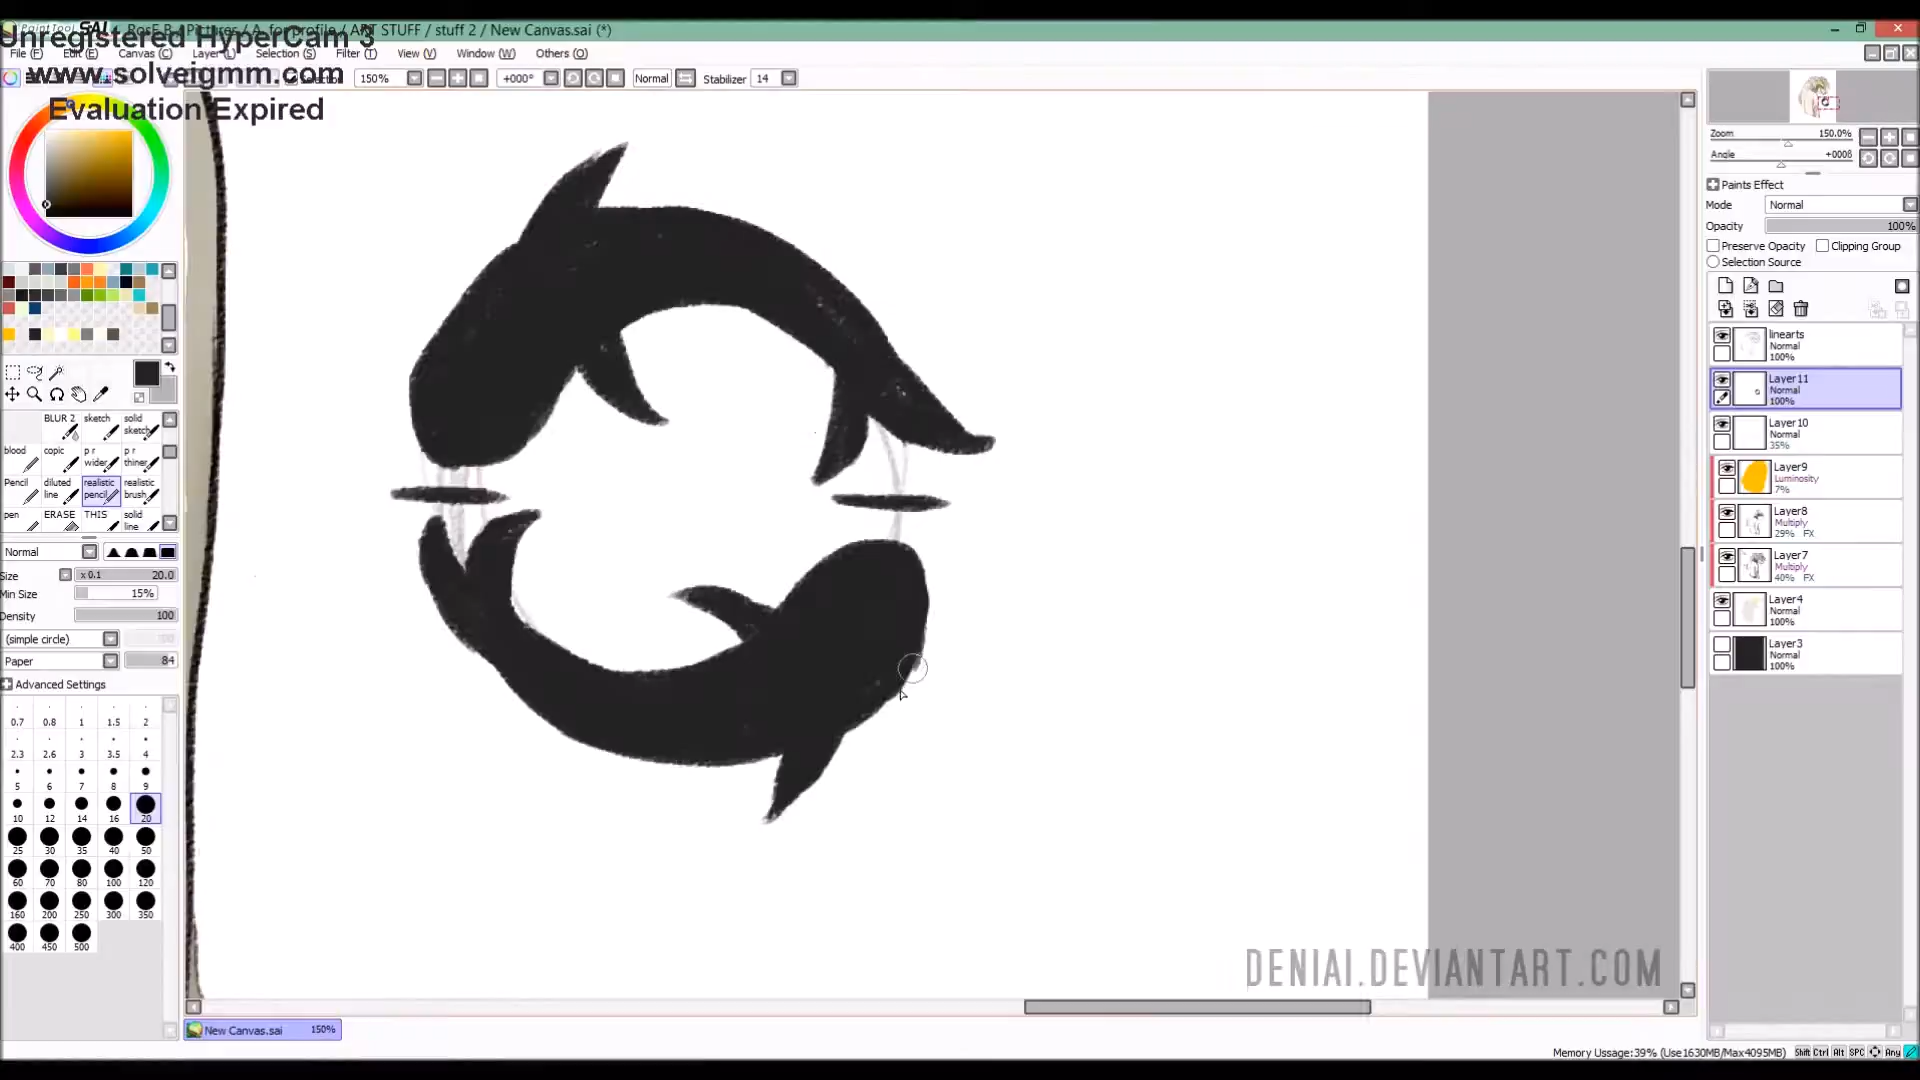 PaintTool SAI
RosE B / Pictures / A. for profile / ART STUFF / stuff 2 / New Canvas.sai (*)
Unregistered HyperCam 3
File (F) Edit (E) Canvas (C) Layer (L) Selection (S) Filter (T) View (V) Window (W) Others (O)
www.solveigmm.com
Selection 150% +000° Normal Stabilizer 14
Evaluation Expired
Zoom 150.0%
Angle
Paints Effect
Mode Normal
Opacity 100%
Preserve Opacity Clipping Group
Selection Source
linearts
Normal
100%
Layer11
Normal
100%
Layer10
Normal
35%
Layer9
Luminosity
7%
Layer8
Multiply
29% FX
Layer7
Multiply
40% FX
Layer4
Normal
100%
Layer3
Normal
100%
BLUR 2 sketch solid sketch
blood copic p r wider p r thiner
Pencil diluted line realistic pencil realistic brush
pen ERASE THIS solid line
Normal
Size x 0.1 20.0
Min Size 15%
Density 100
(simple circle)
Paper 84
Advanced Settings
0.7 0.8 1 1.5 2
2.3 2.6 3 3.5 4
5 6 7 8 9
10 12 14 16 20
25 30 35 40 50
60 70 80 100 120
160 200 250 300 350
400 450 500
DENIAI.DEVIANTART.COM
New Canvas.sai 150%
Memory Ussage:39% (Use1630MB/Max4095MB) Shift Ctrl Alt SPC Any